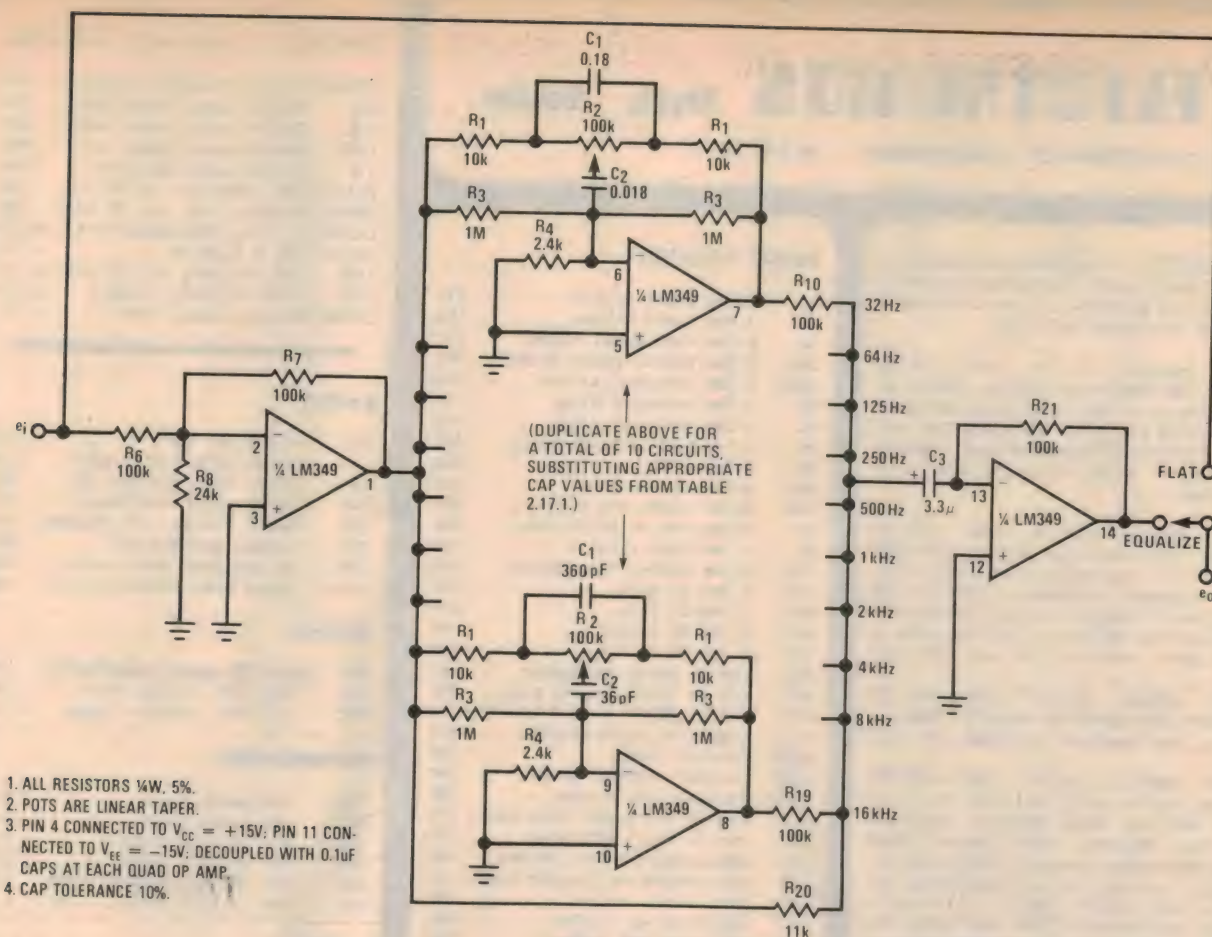 C1
0.18
R2
100k
R1
10k
R1
10k
C2
0.018
R3
1M
R3
1M
R4
2.4k
6
¼ LM349
7
5
R10
100k
32 Hz
64 Hz
125 Hz
250 Hz
500 Hz
1 kHz
2 kHz
4 kHz
8 kHz
16 kHz
ei
R6
100k
R7
100k
R8
24k
2
¼ LM349
1
3
(DUPLICATE ABOVE FOR
A TOTAL OF 10 CIRCUITS,
SUBSTITUTING APPROPRIATE
CAP VALUES FROM TABLE
2.17.1.)
C3
+
3.3µ
R21
100k
13
¼ LM349
14
12
FLAT
EQUALIZE
eo
C1
360 pF
R2
100k
R1
10k
R1
10k
C2
36pF
R3
1M
R3
1M
R4
2.4k
9
¼ LM349
8
10
R19
100k
R20
11k
1. ALL RESISTORS ¼W, 5%.
2. POTS ARE LINEAR TAPER.
3. PIN 4 CONNECTED TO VCC = +15V; PIN 11 CON-
NECTED TO VEE = −15V; DECOUPLED WITH 0.1uF
CAPS AT EACH QUAD OP AMP.
4. CAP TOLERANCE 10%.